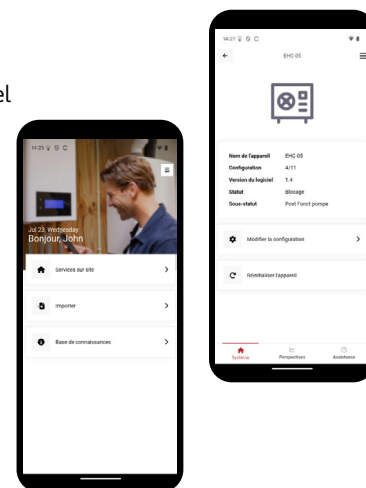 el
14:25
Jul 23, Wednesday
Bonjour, John
Services sur site
Importer
Base de connaissances
14:27
EHC-05
Nom de l'appareil EHC-05
Configuration 4/11
Version du logiciel 1.4
Statut Blocage
Sous-statut Post Fonct pompe
Modifier la configuration
Réinitialiser l'appareil
Système Perspectives Assistance